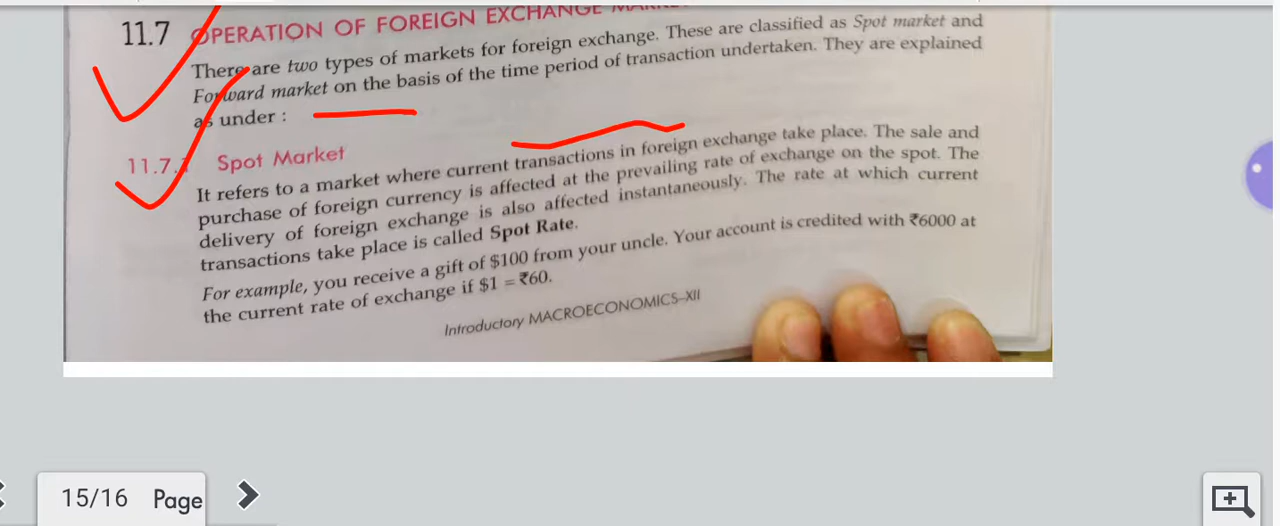 11.7 OPERATION OF FOREIGN EXCHANGE
There are two types of markets for foreign exchange. These are classified as Spot market and
Forward market on the basis of the time period of transaction undertaken. They are explained
as under :
11.7. Spot Market
It refers to a market where current transactions in foreign exchange take place. The sale and
purchase of foreign currency is affected at the prevailing rate of exchange on the spot. The
delivery of foreign exchange is also affected instantaneously. The rate at which current
transactions take place is called Spot Rate.
For example, you receive a gift of $100 from your uncle. Your account is credited with ₹6000 at
the current rate of exchange if $1 = ₹60.
Introductory MACROECONOMICS–XII
15/16 Page